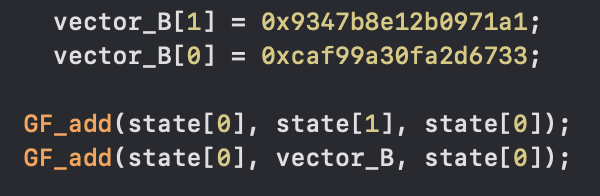 vector_B[1] = 0x9347b8e12b0971a1;
vector_B[0] = 0xcaf99a30fa2d6733;
GF_add(state[0], state[1], state[0]);
GF_add(state[0], vector_B, state[0]);